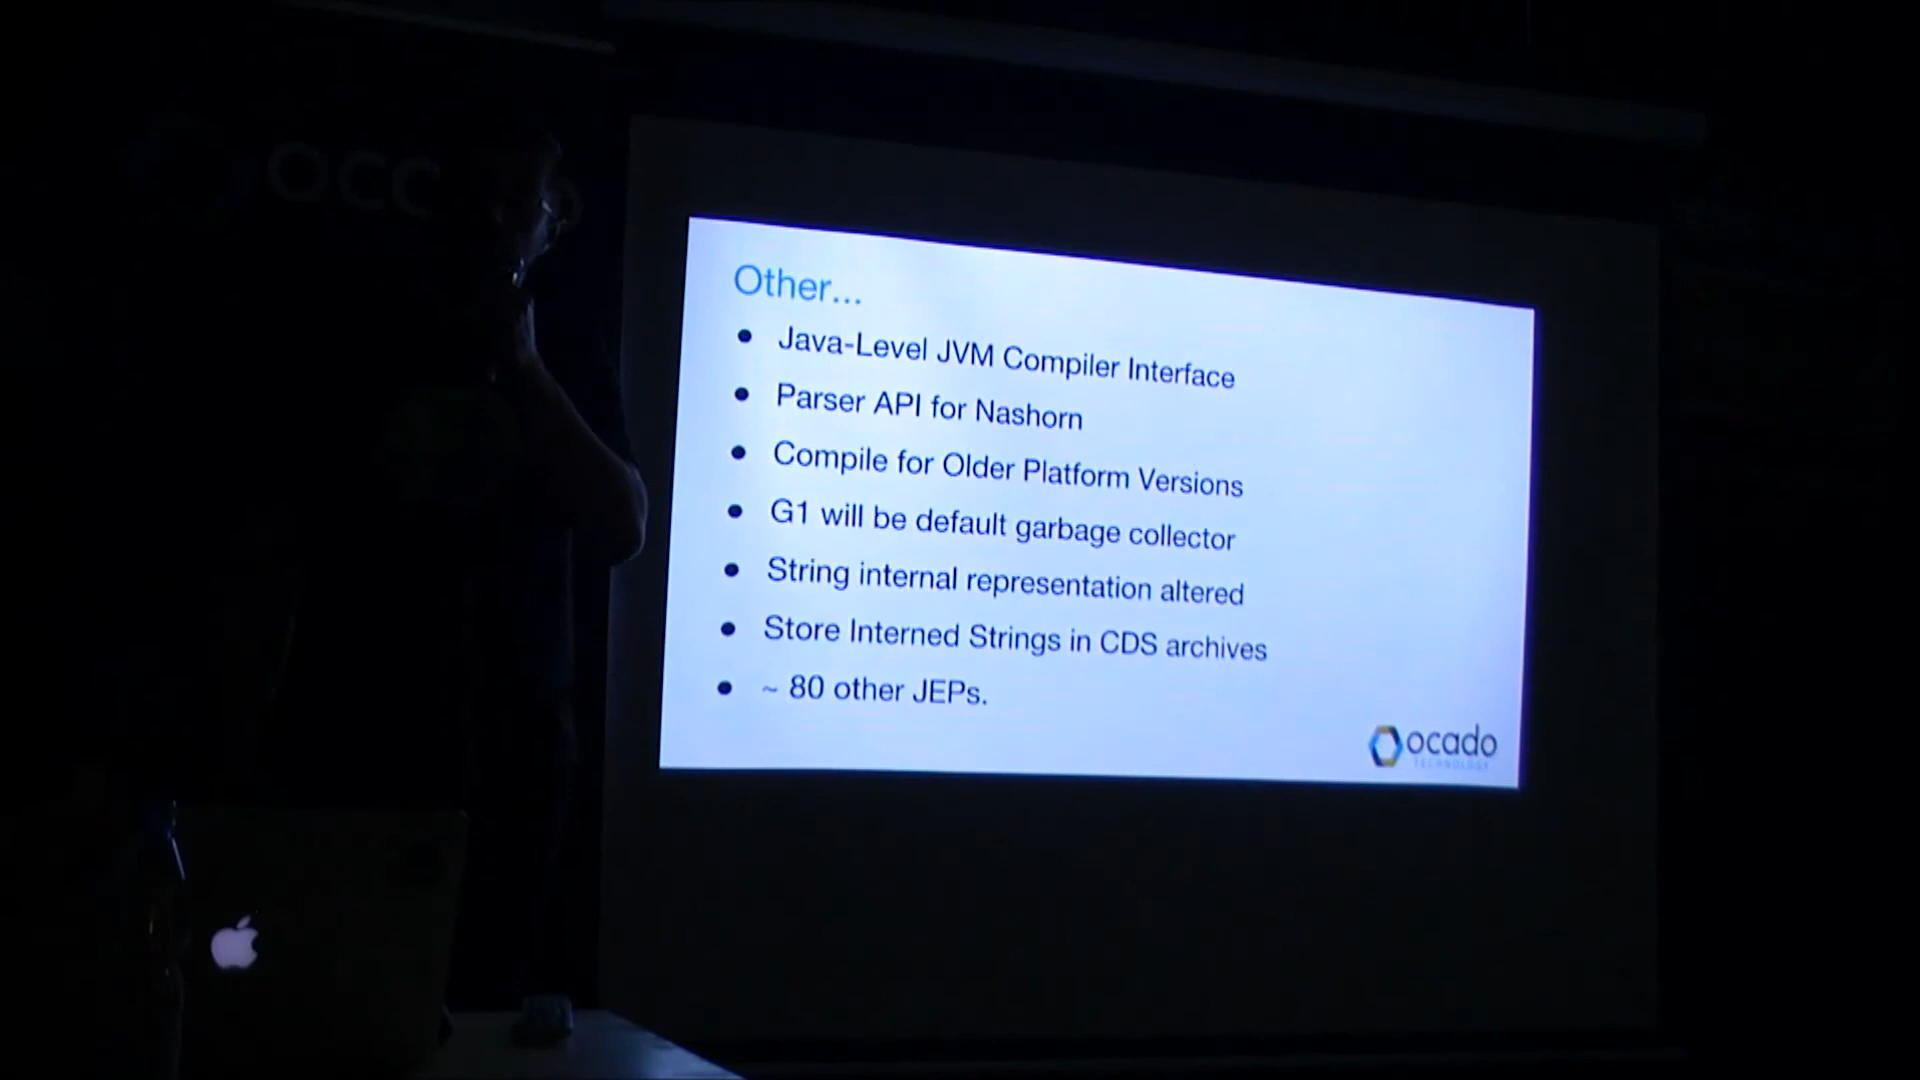 Other...
● Java-Level JVM Compiler Interface
● Parser API for Nashorn
● Compile for Older Platform Versions
● G1 will be default garbage collector
● String internal representation altered
● Store Interned Strings in CDS archives
● ~ 80 other JEPs.
ocado
TECHNOLOGY
occ